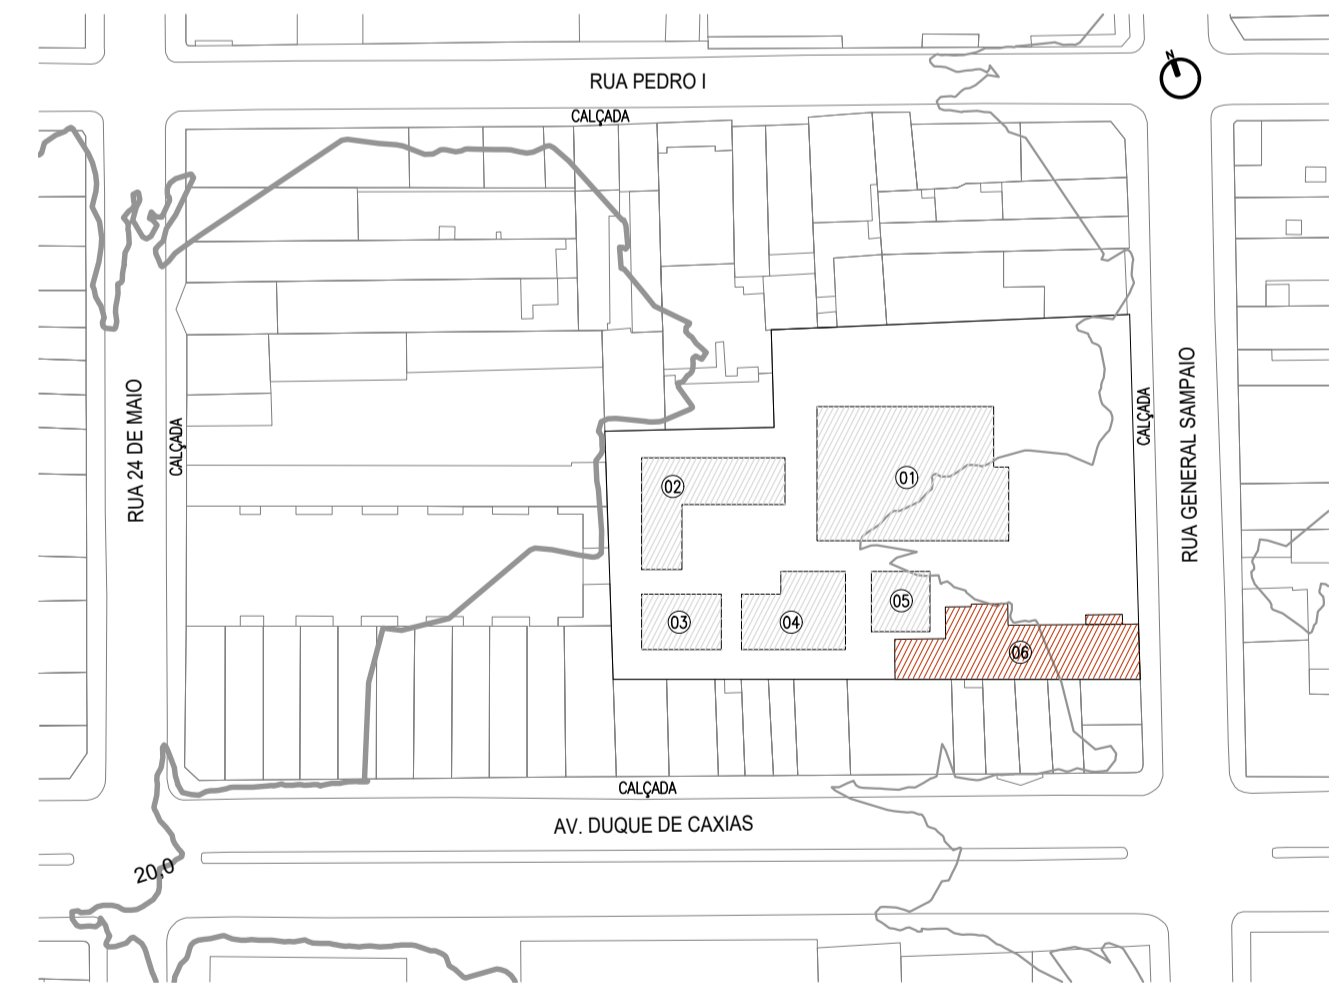 N
RUA PEDRO I
CALÇADA
RUA 24 DE MAIO
CALÇADA
CALÇADA
RUA GENERAL SAMPAIO
01
02
03
04
05
06
CALÇADA
AV. DUQUE DE CAXIAS
20,0